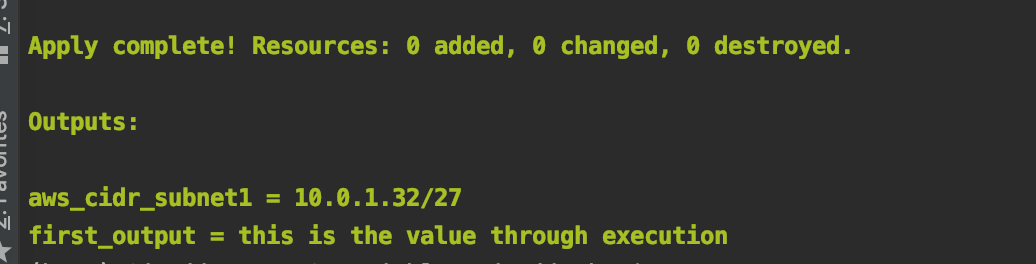 Apply complete! Resources: 0 added, 0 changed, 0 destroyed.
Outputs:
aws_cidr_subnet1 = 10.0.1.32/27
first_output = this is the value through execution
2: Favorites